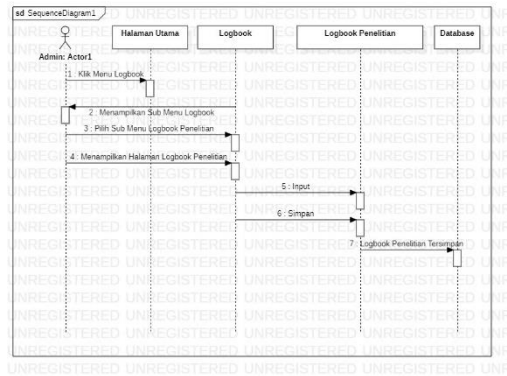 sd SequenceDiagram1
Halaman Utama
Logbook
Logbook Penelitian
Database
Admin: Actor1
1 : Klik Menu Logbook
2 : Menampilkan Sub Menu Logbook
3 : Pilih Sub Menu Logbook Penelitian
4 : Menampilkan Halaman Logbook Penelitian
5 : Input
6 : Simpan
7 : Logbook Penelitian Tersimpan
UNREGISTERED UNREGISTERED UNREGISTERED UNREGISTERED